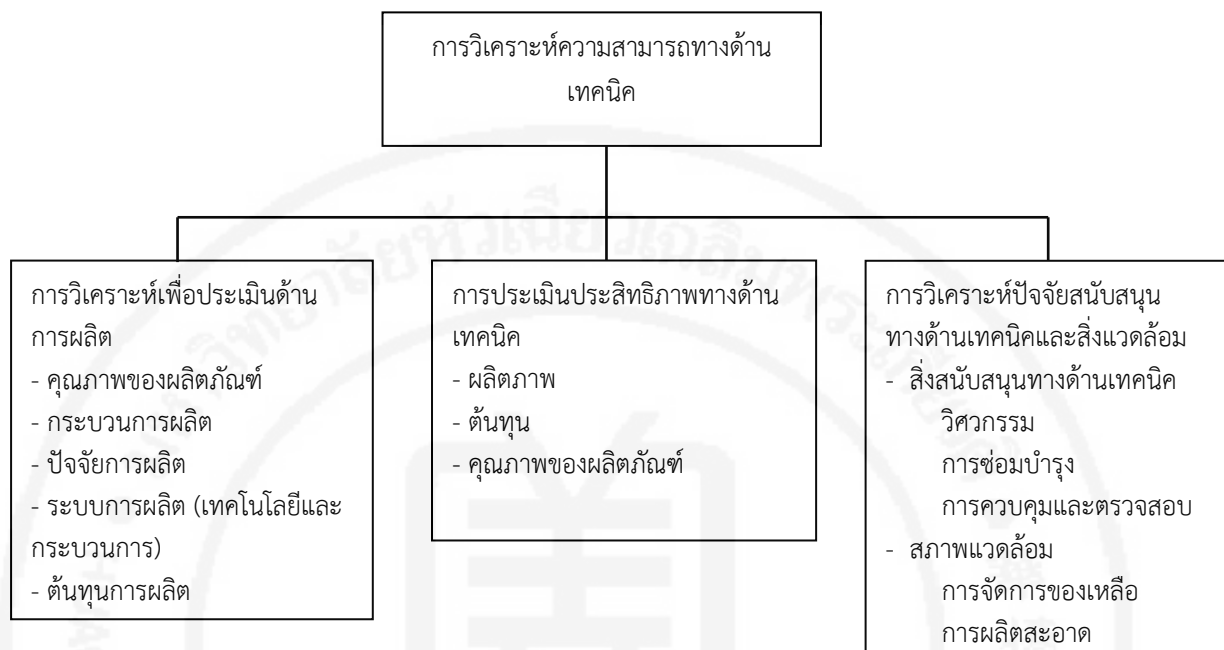 การวิเคราะห์ความสามารถทางด้าน
เทคนิค
การวิเคราะห์เพื่อประเมินด้าน
การผลิต
- คุณภาพของผลิตภัณฑ์
- กระบวนการผลิต
- ปัจจัยการผลิต
- ระบบการผลิต (เทคโนโลยีและ
กระบวนการ)
- ต้นทุนการผลิต
การประเมินประสิทธิภาพทางด้าน
เทคนิค
- ผลิตภาพ
- ต้นทุน
- คุณภาพของผลิตภัณฑ์
การวิเคราะห์ปัจจัยสนับสนุน
ทางด้านเทคนิคและสิ่งแวดล้อม
- สิ่งสนับสนุนทางด้านเทคนิค
วิศวกรรม
การซ่อมบำรุง
การควบคุมและตรวจสอบ
- สภาพแวดล้อม
การจัดการของเหลือ
การผลิตสะอาด